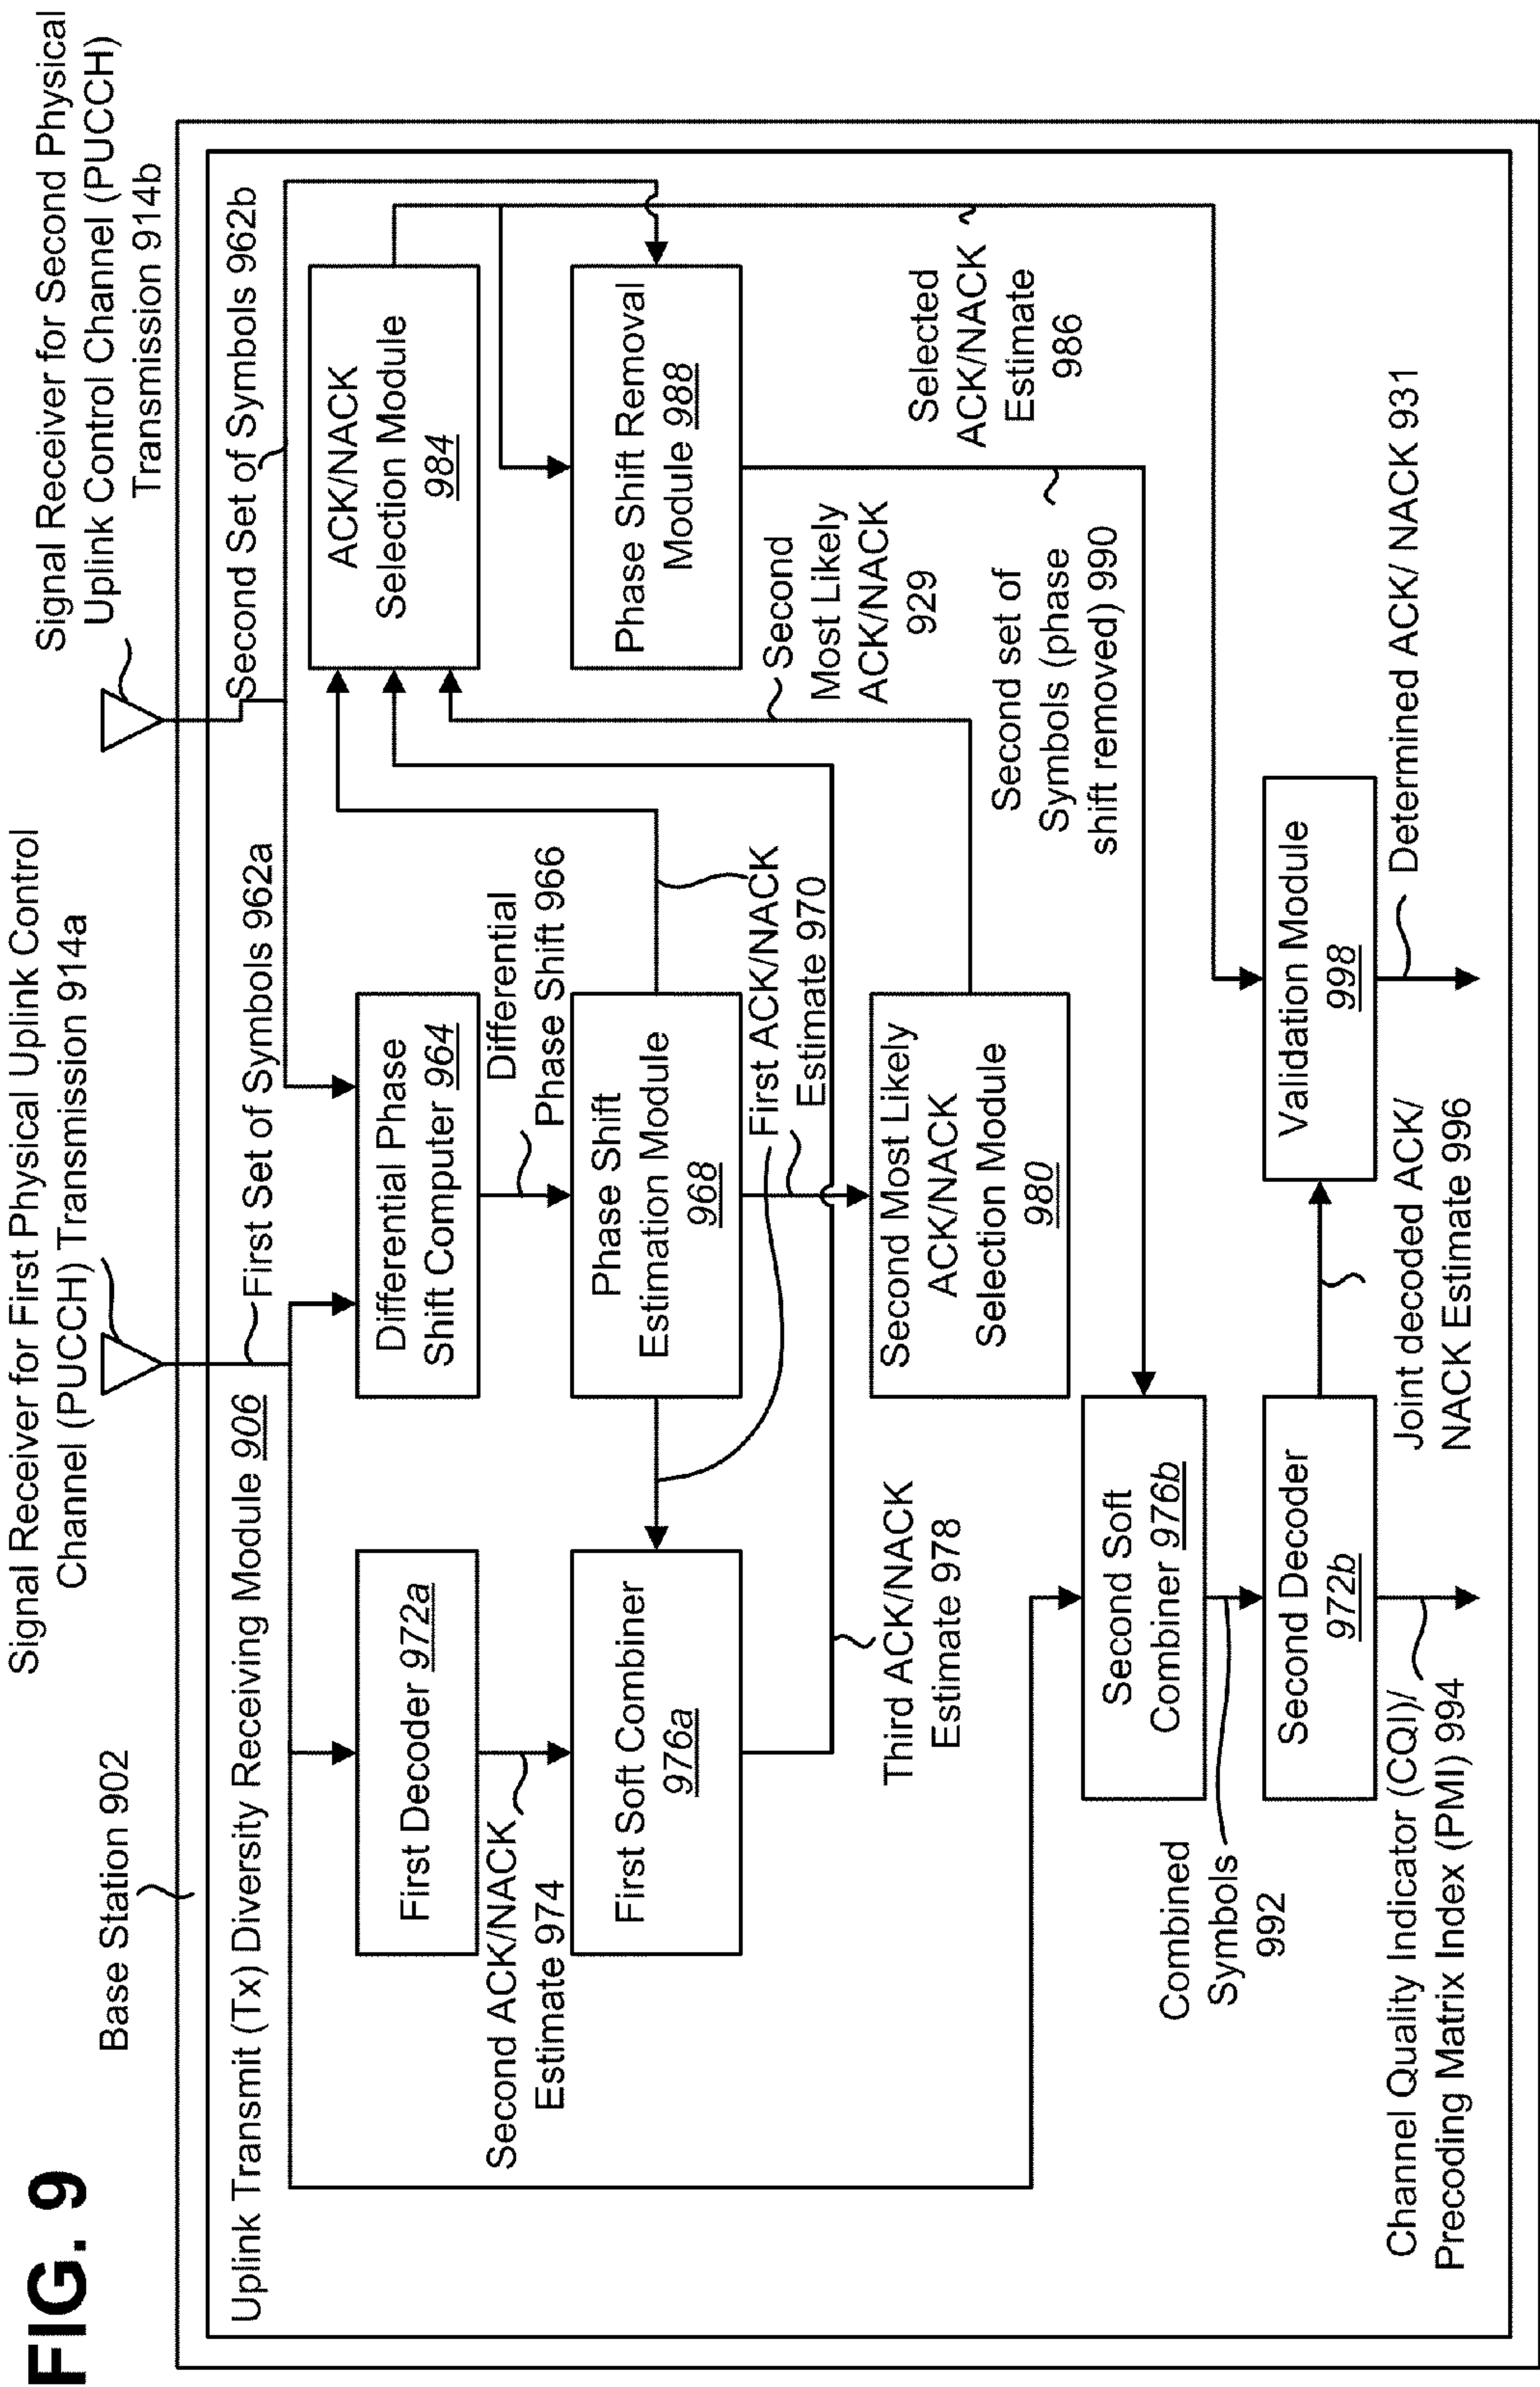 FIG. 9
Signal Receiver for First Physical Uplink Control
Channel (PUCCH) Transmission 914a
Signal Receiver for Second Physical
Uplink Control Channel (PUCCH)
Transmission 914b
Base Station 902
Uplink Transmit (Tx) Diversity Receiving Module 906
First Set of Symbols 962a
Second Set of Symbols 962b
First Decoder 972a
Differential Phase
Shift Computer 964
ACK/NACK
Selection Module
984
Second ACK/NACK
Estimate 974
Differential
Phase Shift 966
First Soft Combiner
976a
Phase Shift
Estimation Module
968
Phase Shift Removal
Module 988
First ACK/NACK
Estimate 970
Second
Most Likely
ACK/NACK
929
Selected
ACK/NACK
Estimate
986
Third ACK/NACK
Estimate 978
Second Most Likely
ACK/NACK
Selection Module
980
Second set of
Symbols (phase
shift removed) 990
Second Soft
Combiner 976b
Combined
Symbols
992
Second Decoder
972b
Validation Module
998
Channel Quality Indicator (CQI)/
Precoding Matrix Index (PMI) 994
Joint decoded ACK/
NACK Estimate 996
Determined ACK/ NACK 931